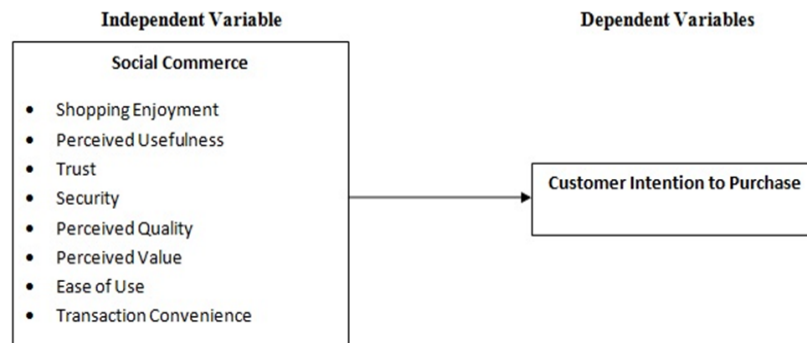 Independent Variable
Dependent Variables
Social Commerce
• Shopping Enjoyment
• Perceived Usefulness
• Trust
• Security
• Perceived Quality
• Perceived Value
• Ease of Use
• Transaction Convenience
Customer Intention to Purchase